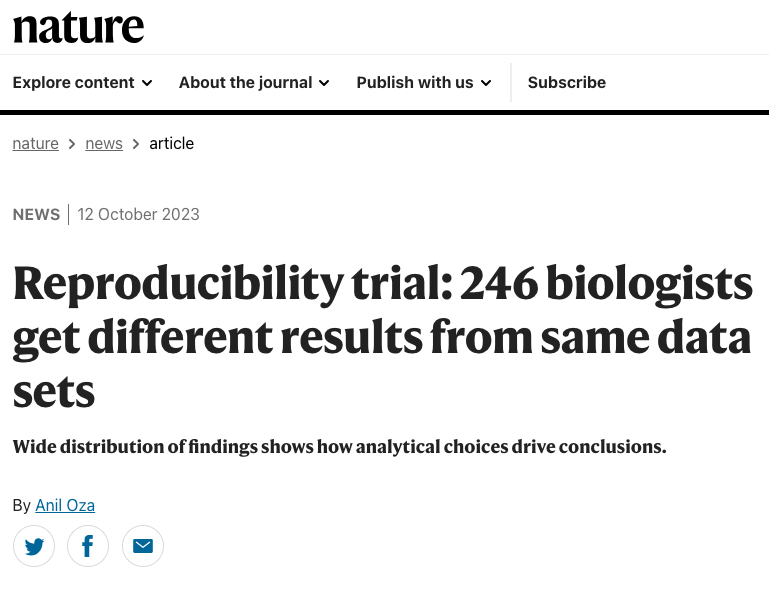 nature
Explore content About the journal Publish with us Subscribe
nature > news > article
NEWS | 12 October 2023
Reproducibility trial: 246 biologists
get different results from same data
sets
Wide distribution of findings shows how analytical choices drive conclusions.
By Anil Oza